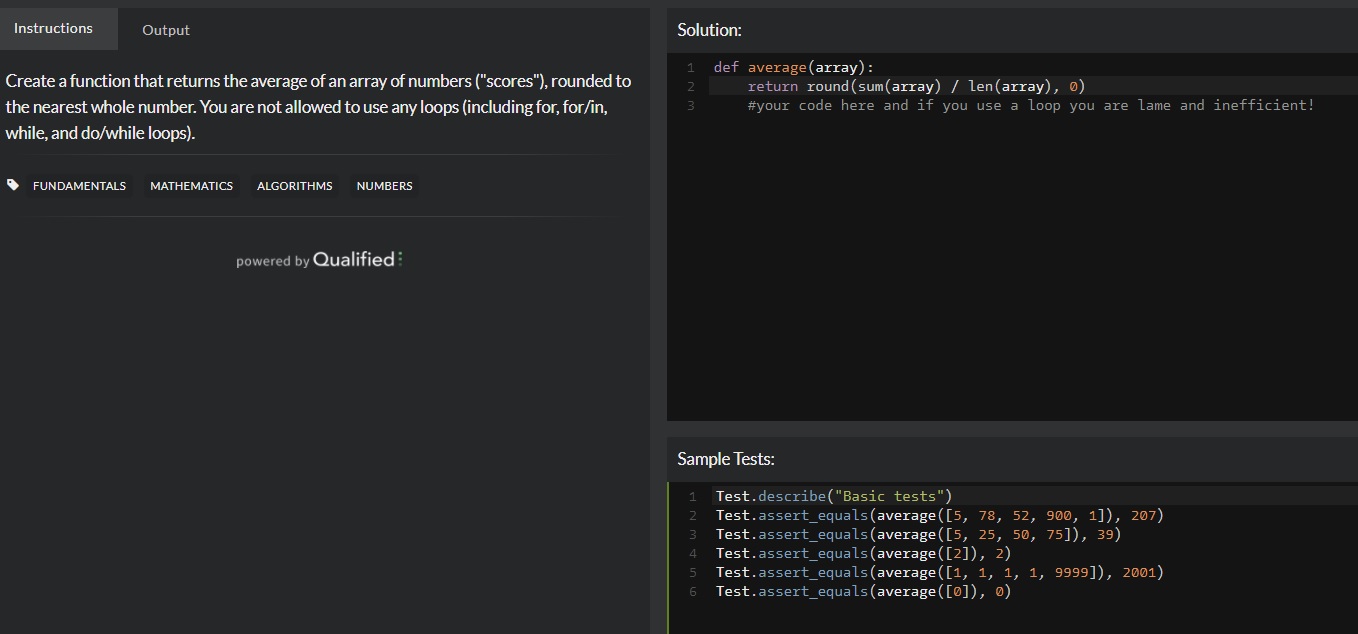 Instructions
Output
Create a function that returns the average of an array of numbers ("scores"), rounded to
the nearest whole number. You are not allowed to use any loops (including for, for/in,
while, and do/while loops).
FUNDAMENTALS MATHEMATICS ALGORITHMS NUMBERS
powered by Qualified
Solution:
1 def average(array):
2     return round(sum(array) / len(array), 0)
3     #your code here and if you use a loop you are lame and inefficient!
Sample Tests:
1 Test.describe("Basic tests")
2 Test.assert_equals(average([5, 78, 52, 900, 1]), 207)
3 Test.assert_equals(average([5, 25, 50, 75]), 39)
4 Test.assert_equals(average([2]), 2)
5 Test.assert_equals(average([1, 1, 1, 1, 9999]), 2001)
6 Test.assert_equals(average([0]), 0)